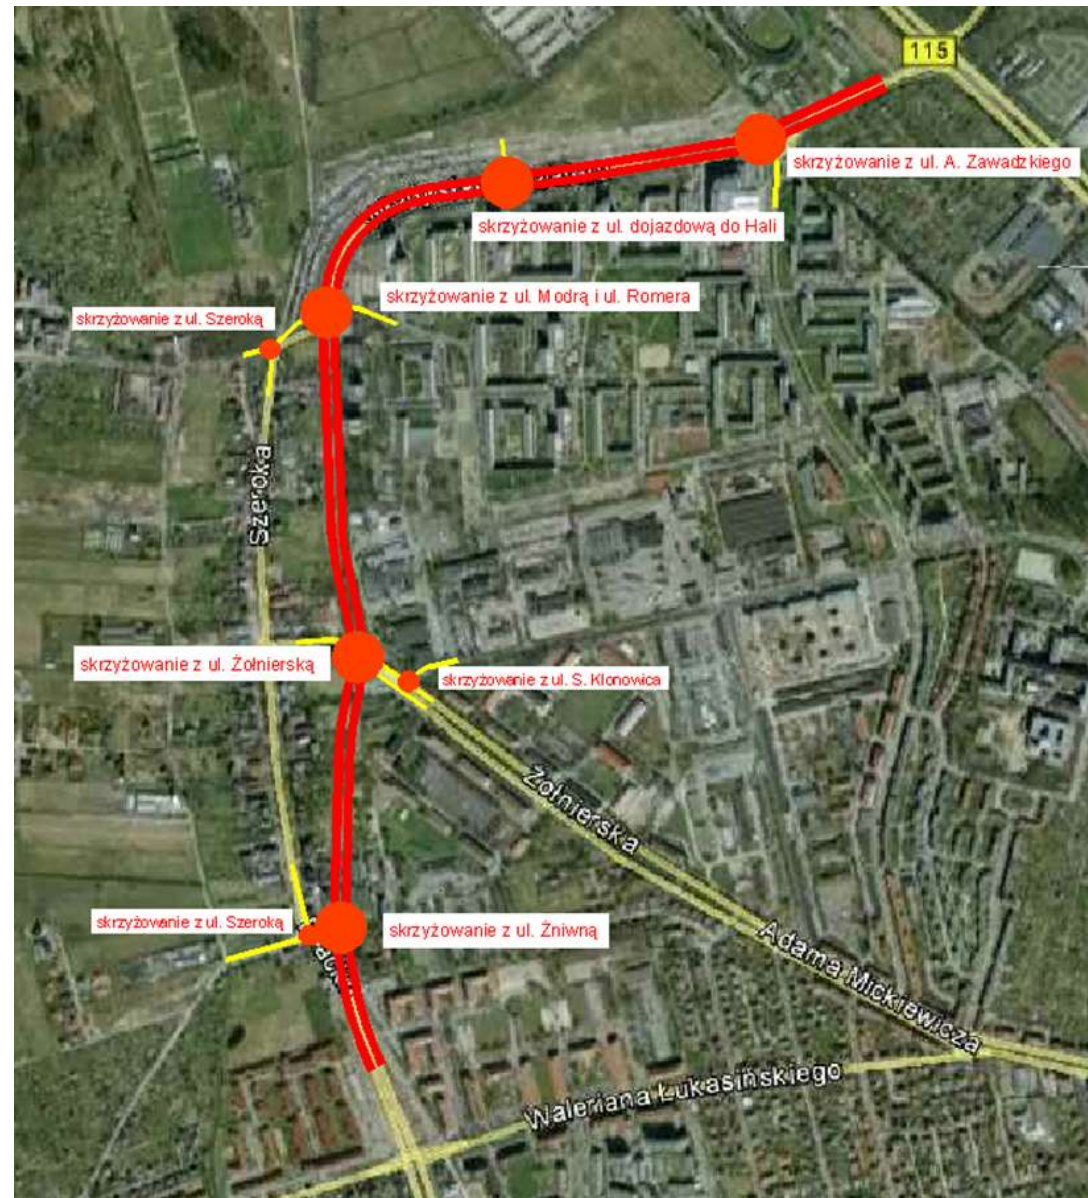 115
skrzyżowanie z ul. A. Zawadzkiego
skrzyżowanie z ul. dojazdową do Hali
skrzyżowanie z ul. Modrą i ul. Romera
skrzyżowanie z ul. Szeroką
Szeroka
skrzyżowanie z ul. Żołnierską
skrzyżowanie z ul. S. Klonowica
Żołnierska
skrzyżowanie z ul. Szeroką
skrzyżowanie z ul. Żniwną
Adama Mickiewicza
Waleriana Łukasińskiego